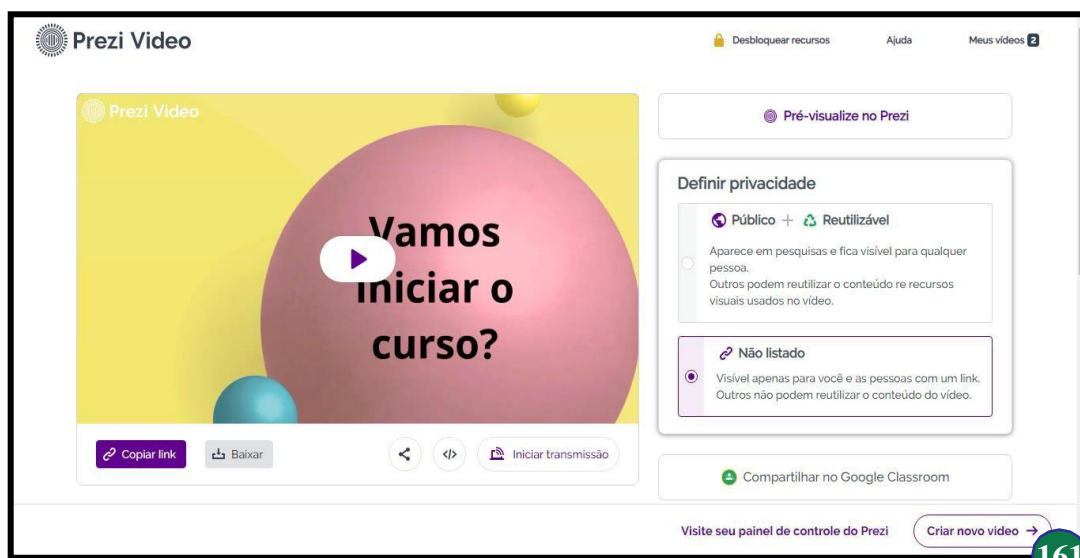 Prezi Video
Desbloquear recursos
Ajuda
Meus vídeos 2
Prezi Video
Vamos
iniciar o
curso?
Copiar link
Baixar
</>
Iniciar transmissão
Pré-visualize no Prezi
Definir privacidade
Público + Reutilizável
Aparece em pesquisas e fica visível para qualquer
pessoa.
Outros podem reutilizar o conteúdo re recursos
visuais usados no vídeo.
Não listado
Visível apenas para você e as pessoas com um link.
Outros não podem reutilizar o conteúdo do vídeo.
Compartilhar no Google Classroom
Visite seu painel de controle do Prezi
Criar novo vídeo →
161